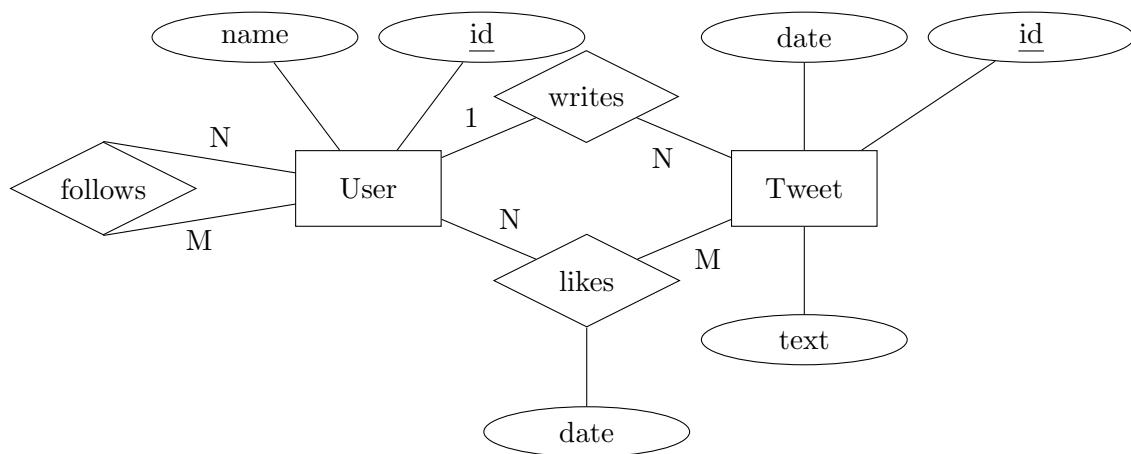 name
id
date
id
writes
1
N
N
follows
User
Tweet
M
N
M
likes
text
date